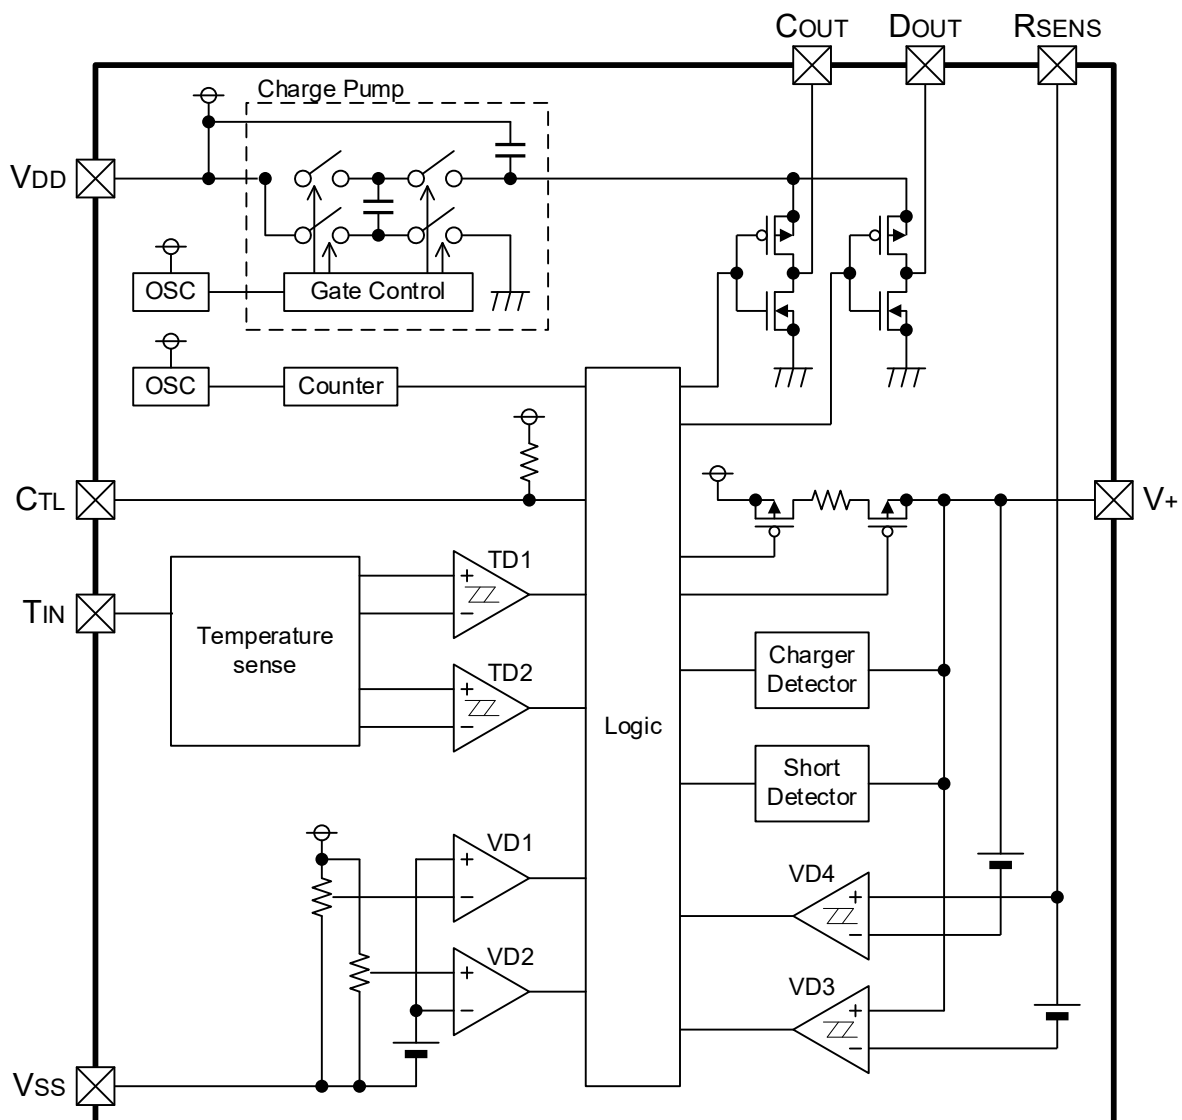 COUT
DOUT
RSENS
Charge Pump
VDD
OSC
Gate Control
OSC
Counter
CTL
V+
TIN
Temperature
sense
TD1
+
−
TD2
+
−
Logic
Charger
Detector
Short
Detector
VD1
+
−
VD2
+
−
VD4
+
−
VD3
+
−
VSS